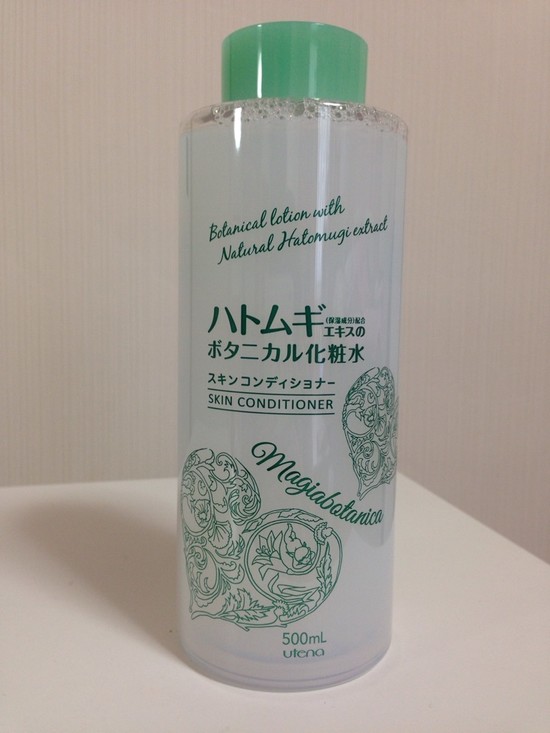 Botanical lotion with
Natural Hatomugi extract
ハトムギ(保湿成分)配合エキスの
ボタニカル化粧水
スキンコンディショナー
SKIN CONDITIONER
Magiabotanica
500mL
utena